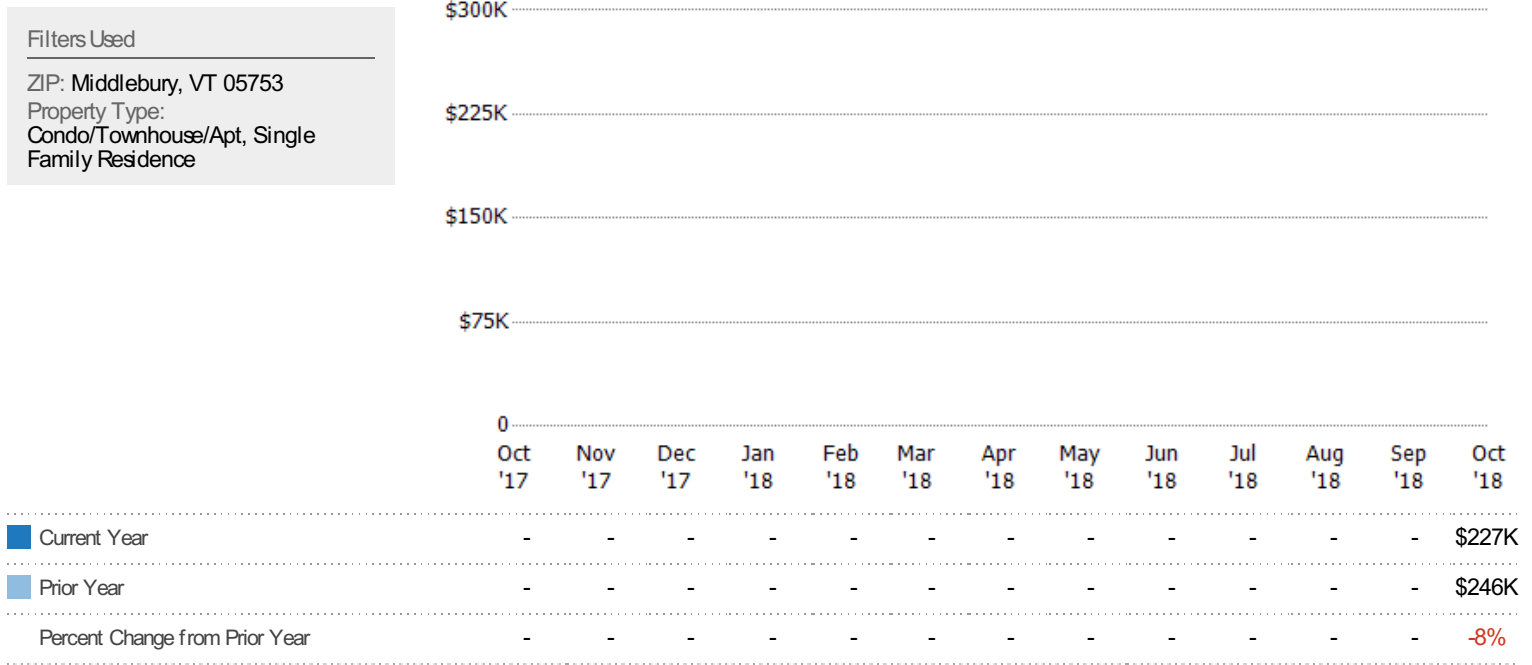 Filters Used
ZIP: Middlebury, VT 05753
Property Type:
Condo/Townhouse/Apt, Single
Family Residence
$300K
$225K
$150K
$75K
0
Oct Nov Dec Jan Feb Mar Apr May Jun Jul Aug Sep Oct
'17 '17 '17 '18 '18 '18 '18 '18 '18 '18 '18 '18 '18
Current Year - - - - - - - - - - - - $227K
Prior Year - - - - - - - - - - - - $246K
Percent Change from Prior Year - - - - - - - - - - - - -8%